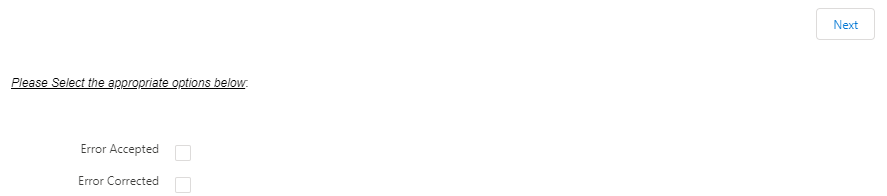 Next
Please Select the appropriate options below:
Error Accepted
Error Corrected